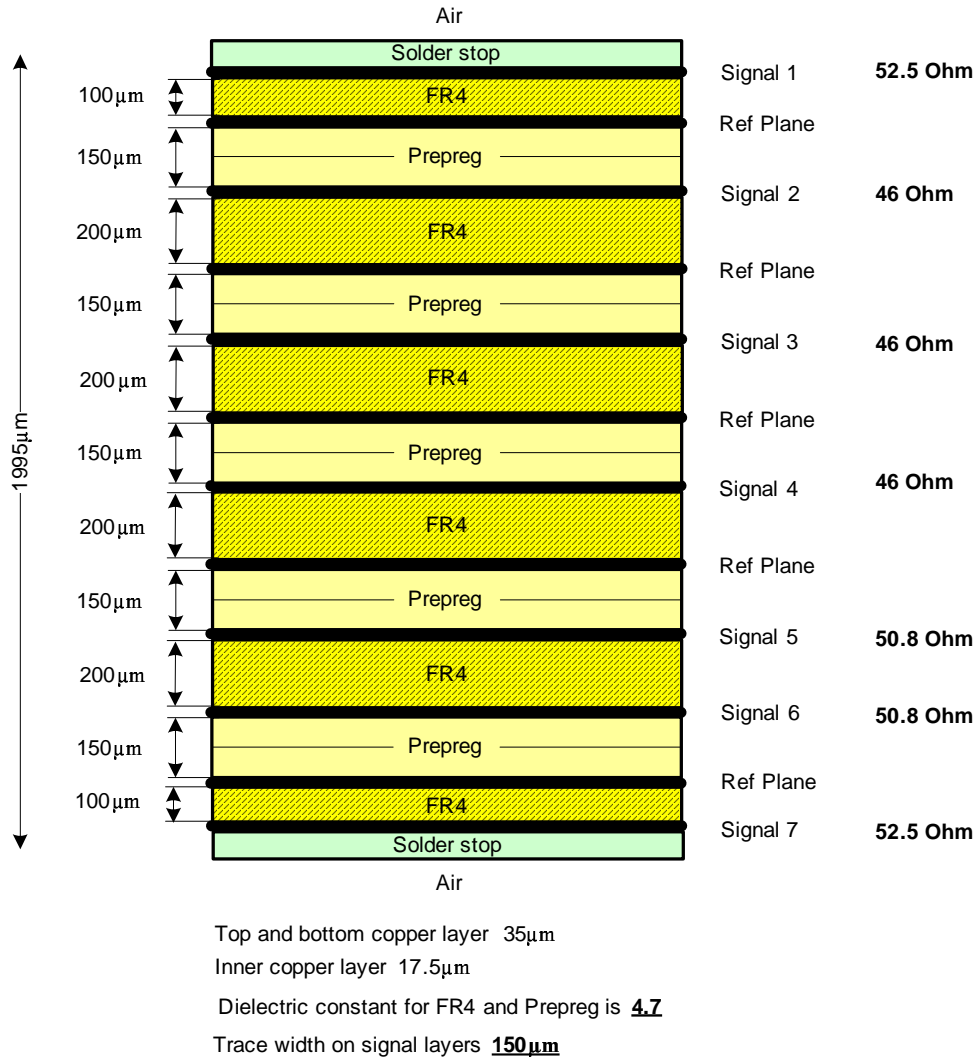 Air
Solder stop
Signal 1 52.5 Ohm
100µm FR4
Ref Plane
150µm Prepreg
Signal 2 46 Ohm
200µm FR4
Ref Plane
150µm Prepreg
Signal 3 46 Ohm
200µm FR4
Ref Plane
1995µm
150µm Prepreg
Signal 4 46 Ohm
200µm FR4
Ref Plane
150µm Prepreg
Signal 5 50.8 Ohm
200µm FR4
Signal 6 50.8 Ohm
150µm Prepreg
Ref Plane
100µm FR4
Signal 7 52.5 Ohm
Solder stop
Air
Top and bottom copper layer 35µm
Inner copper layer 17.5µm
Dielectric constant for FR4 and Prepreg is 4.7
Trace width on signal layers 150µm